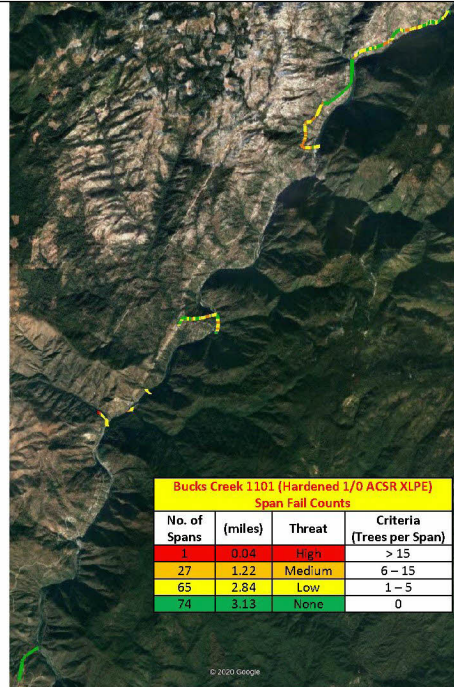 Bucks Creek 1101 (Hardened 1/0 ACSR XLPE)
Span Fail Counts
No. of Spans (miles) Threat Criteria (Trees per Span)
1 0.04 High > 15
27 1.22 Medium 6 – 15
65 2.84 Low 1 – 5
74 3.13 None 0
© 2020 Google